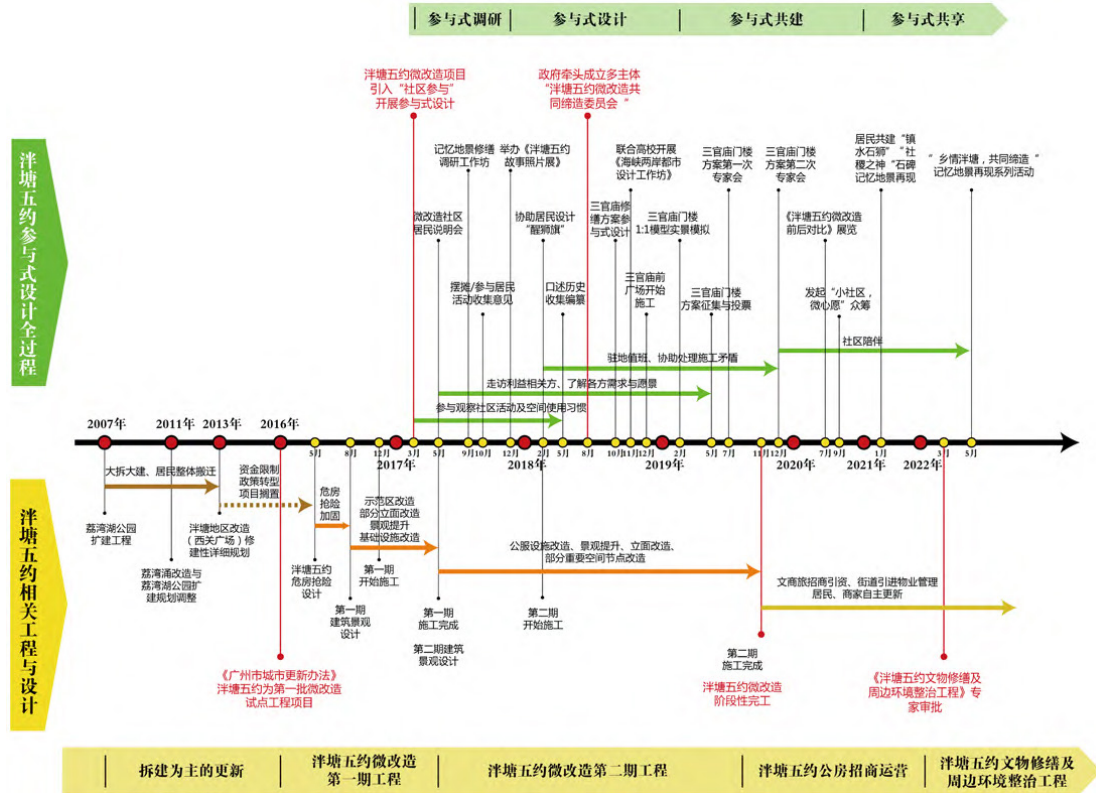 参与式调研
参与式设计
参与式共建
参与式共享
泮塘五约参与式设计全过程
泮塘五约微改造项目
引入“社区参与”
开展参与式设计
政府牵头成立多主体
“泮塘五约微改造共
同缔造委员会“
记忆地景修缮
调研工作坊
举办《泮塘五约
故事照片展》
联合高校开展
《海峡两岸都市
设计工作坊》
三官庙门楼
方案第一次
专家会
三官庙门楼
方案第二次
专家会
居民共建“镇
水石狮”“社
稷之神“石碑
记忆地景再现
“乡情泮塘，共同缔造“
记忆地景再现系列活动
微改造社区
居民说明会
协助居民设计
“醒狮旗”
三官庙修
缮方案参
与式设计
三官庙门楼
1:1模型实景模拟
《泮塘五约微改造
前后对比》展览
摆摊/参与居民
活动收集意见
口述历史
收集编纂
三官庙前
广场开始
施工
三官庙门楼
方案征集与投票
发起“小社区，
微心愿”众筹
社区陪伴
驻地值班、协助处理施工矛盾
走访利益相关方、了解各方需求与愿景
参与观察社区活动及空间使用习惯
2007年
2011年
2013年
2016年
5月
8月
12月
2017年
3月
5月
9月
10月
12月
2018年
2月
5月
8月
10月
11月
12月
2019年
2月
5月
7月
11月
12月
2020年
7月
9月
2021年
1月
2022年
3月
5月
泮塘五约相关工程与设计
大拆大建、居民整体搬迁
资金限制
政策转型
项目搁置
危房
抢险
加固
示范区改造
部分立面改造
景观提升
基础设施改造
公服设施改造、景观提升、立面改造、
部分重要空间节点改造
文商旅招商引资、街道引进物业管理
居民、商家自主更新
荔湾湖公园
扩建工程
荔湾涌改造与
荔湾湖公园扩
建规划调整
泮塘地区改造
（西关广场）修
建性详细规划
《广州市城市更新办法》
泮塘五约为第一批微改造
试点工程项目
泮塘五约
危房抢险
设计
第一期
建筑景观
设计
第一期
开始施工
第一期
施工完成
第二期建筑
景观设计
第二期
开始施工
第二期
施工完成
泮塘五约微改造
阶段性完工
《泮塘五约文物修缮及
周边环境整治工程》专
家审批
拆建为主的更新
泮塘五约微改造
第一期工程
泮塘五约微改造第二期工程
泮塘五约公房招商运营
泮塘五约文物修缮及
周边环境整治工程